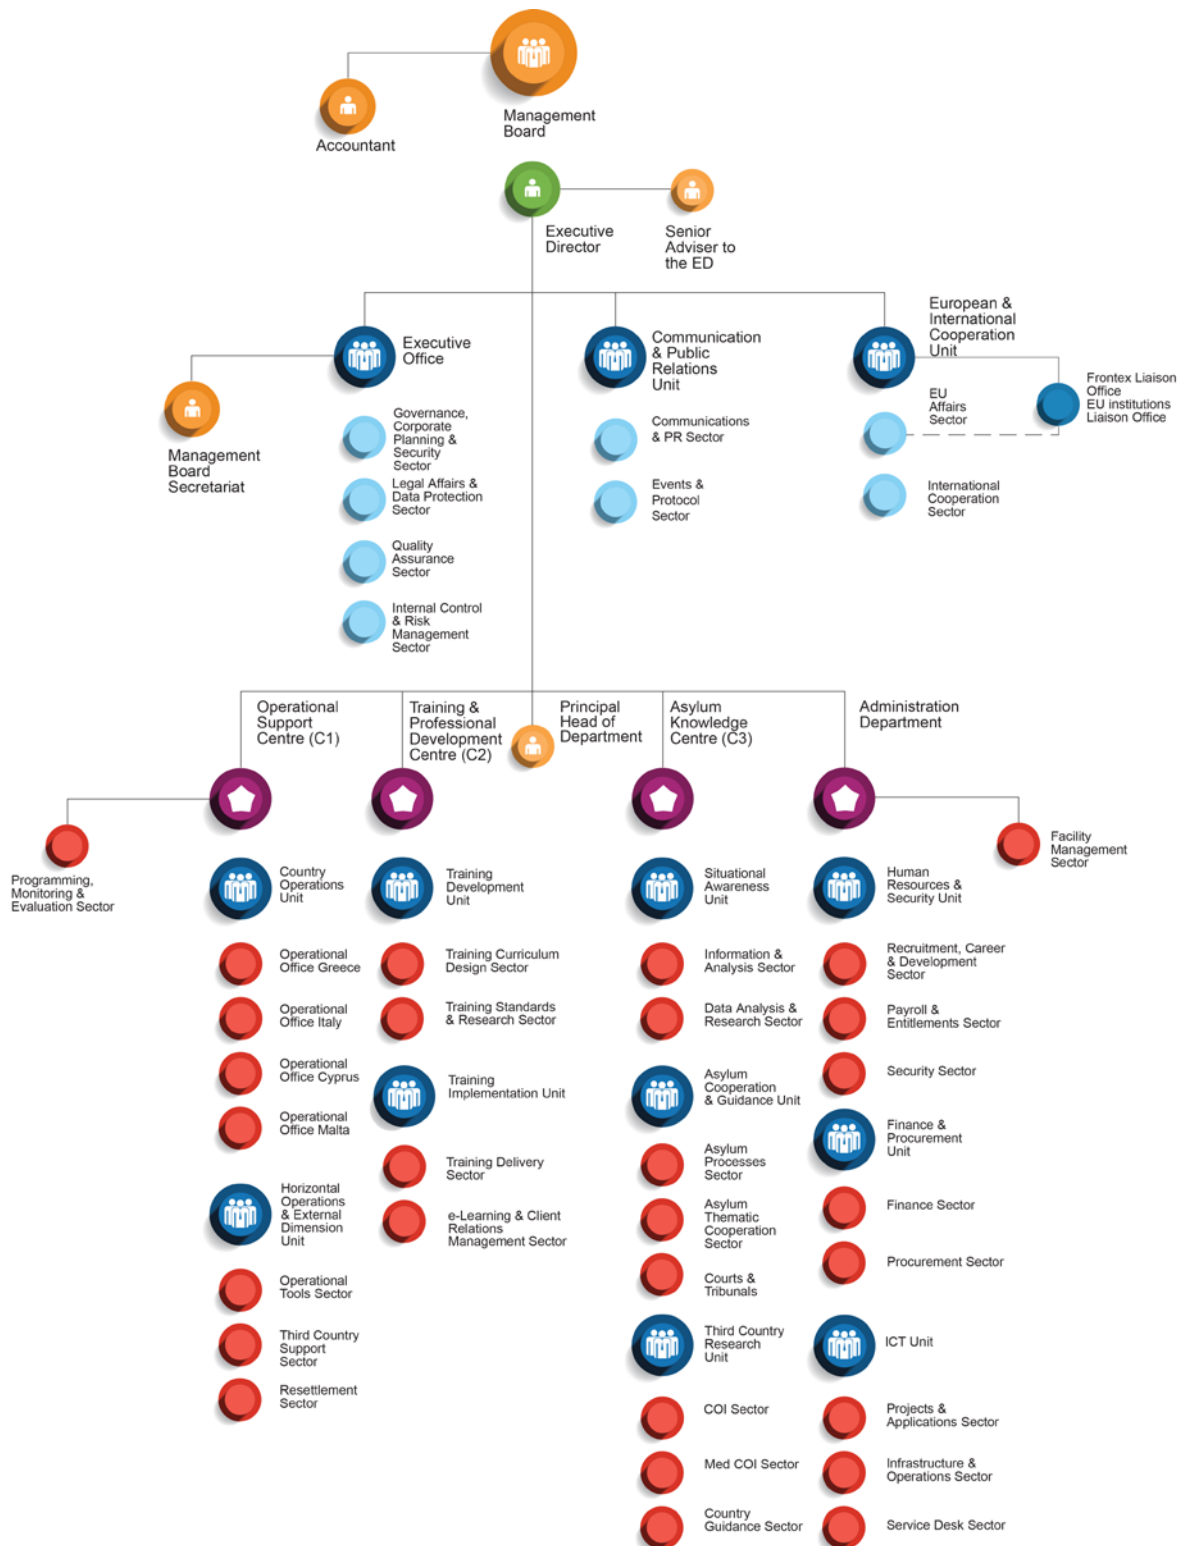 Management
Board
Accountant
Executive
Director
Senior
Adviser to
the ED
Executive
Office
Communication
& Public
Relations
Unit
European &
International
Cooperation
Unit
Frontex Liaison
Office
EU institutions
Liaison Office
Management
Board
Secretariat
Governance,
Corporate
Planning &
Security
Sector
Legal Affairs &
Data Protection
Sector
Quality
Assurance
Sector
Internal Control
& Risk
Management
Sector
Communications
& PR Sector
Events &
Protocol
Sector
EU
Affairs
Sector
International
Cooperation
Sector
Operational
Support
Centre (C1)
Training &
Professional
Development
Centre (C2)
Principal
Head of
Department
Asylum
Knowledge
Centre (C3)
Administration
Department
Programming,
Monitoring &
Evaluation Sector
Facility
Management
Sector
Country
Operations
Unit
Operational
Office Greece
Operational
Office Italy
Operational
Office Cyprus
Operational
Office Malta
Horizontal
Operations
& External
Dimension
Unit
Operational
Tools Sector
Third Country
Support
Sector
Resettlement
Sector
Training
Development
Unit
Training Curriculum
Design Sector
Training Standards
& Research Sector
Training
Implementation Unit
Training Delivery
Sector
e-Learning & Client
Relations
Management Sector
Situational
Awareness
Unit
Information &
Analysis Sector
Data Analysis &
Research Sector
Asylum
Cooperation
& Guidance Unit
Asylum
Processes
Sector
Asylum
Thematic
Cooperation
Sector
Courts &
Tribunals
Third Country
Research
Unit
COI Sector
Med COI Sector
Country
Guidance Sector
Human
Resources &
Security Unit
Recruitment, Career
& Development
Sector
Payroll &
Entitlements Sector
Security Sector
Finance &
Procurement
Unit
Finance Sector
Procurement Sector
ICT Unit
Projects &
Applications Sector
Infrastructure &
Operations Sector
Service Desk Sector